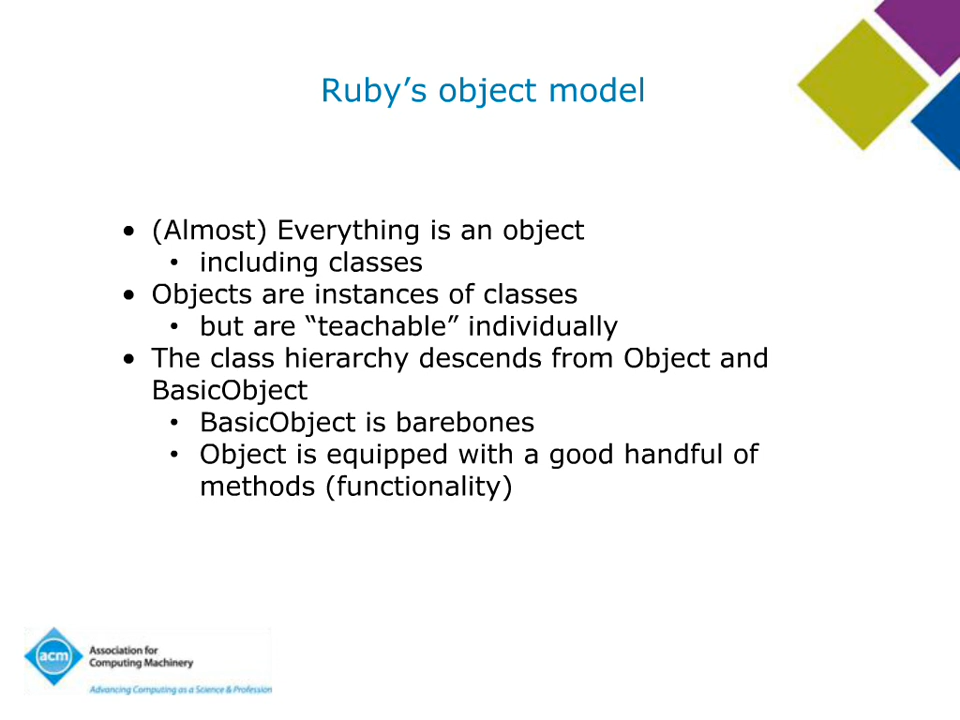 Ruby’s object model
• (Almost) Everything is an object
• including classes
• Objects are instances of classes
• but are “teachable” individually
• The class hierarchy descends from Object and
BasicObject
• BasicObject is barebones
• Object is equipped with a good handful of
methods (functionality)
acm
Association for
Computing Machinery
Advancing Computing as a Science & Profession